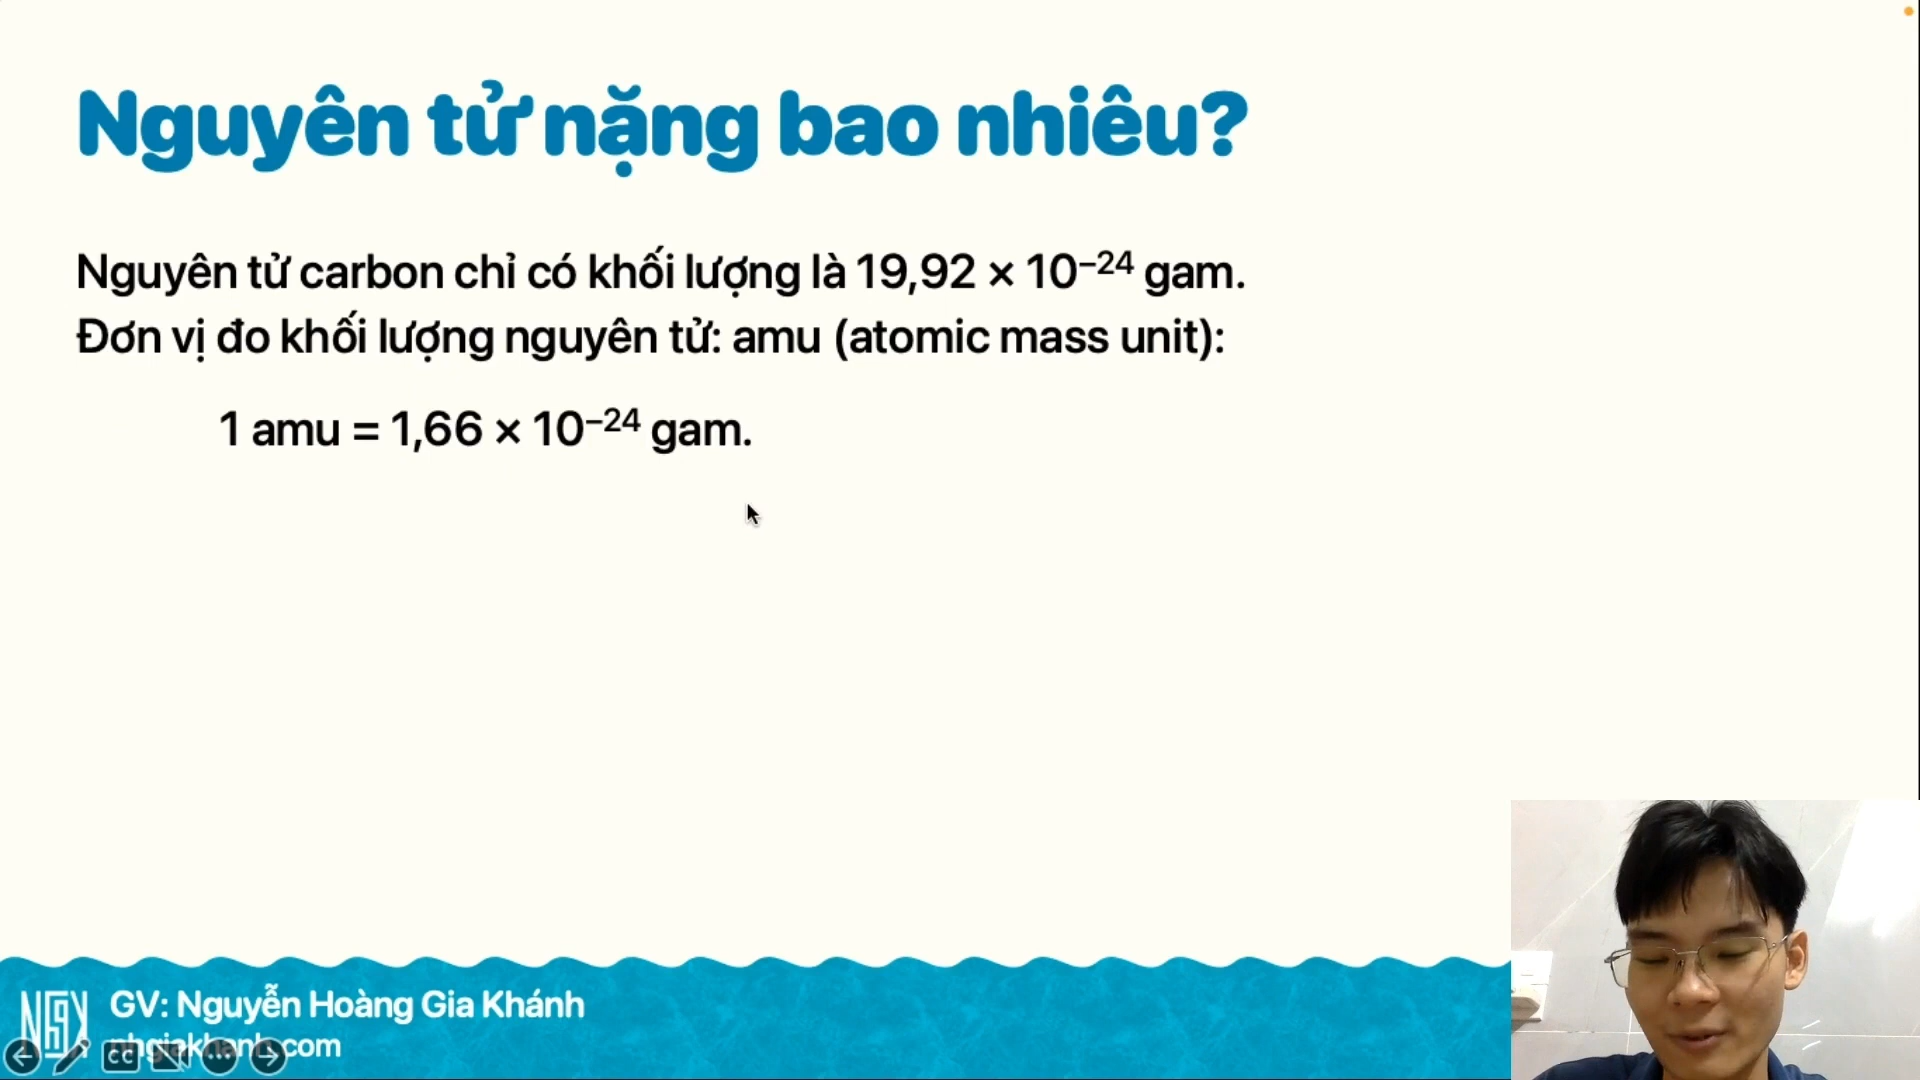 Nguyên tử nặng bao nhiêu?
Nguyên tử carbon chỉ có khối lượng là 19,92 × 10⁻²⁴ gam.
Đơn vị đo khối lượng nguyên tử: amu (atomic mass unit):
1 amu = 1,66 × 10⁻²⁴ gam.
GV: Nguyễn Hoàng Gia Khánh
nhgiakhanh.com
CC